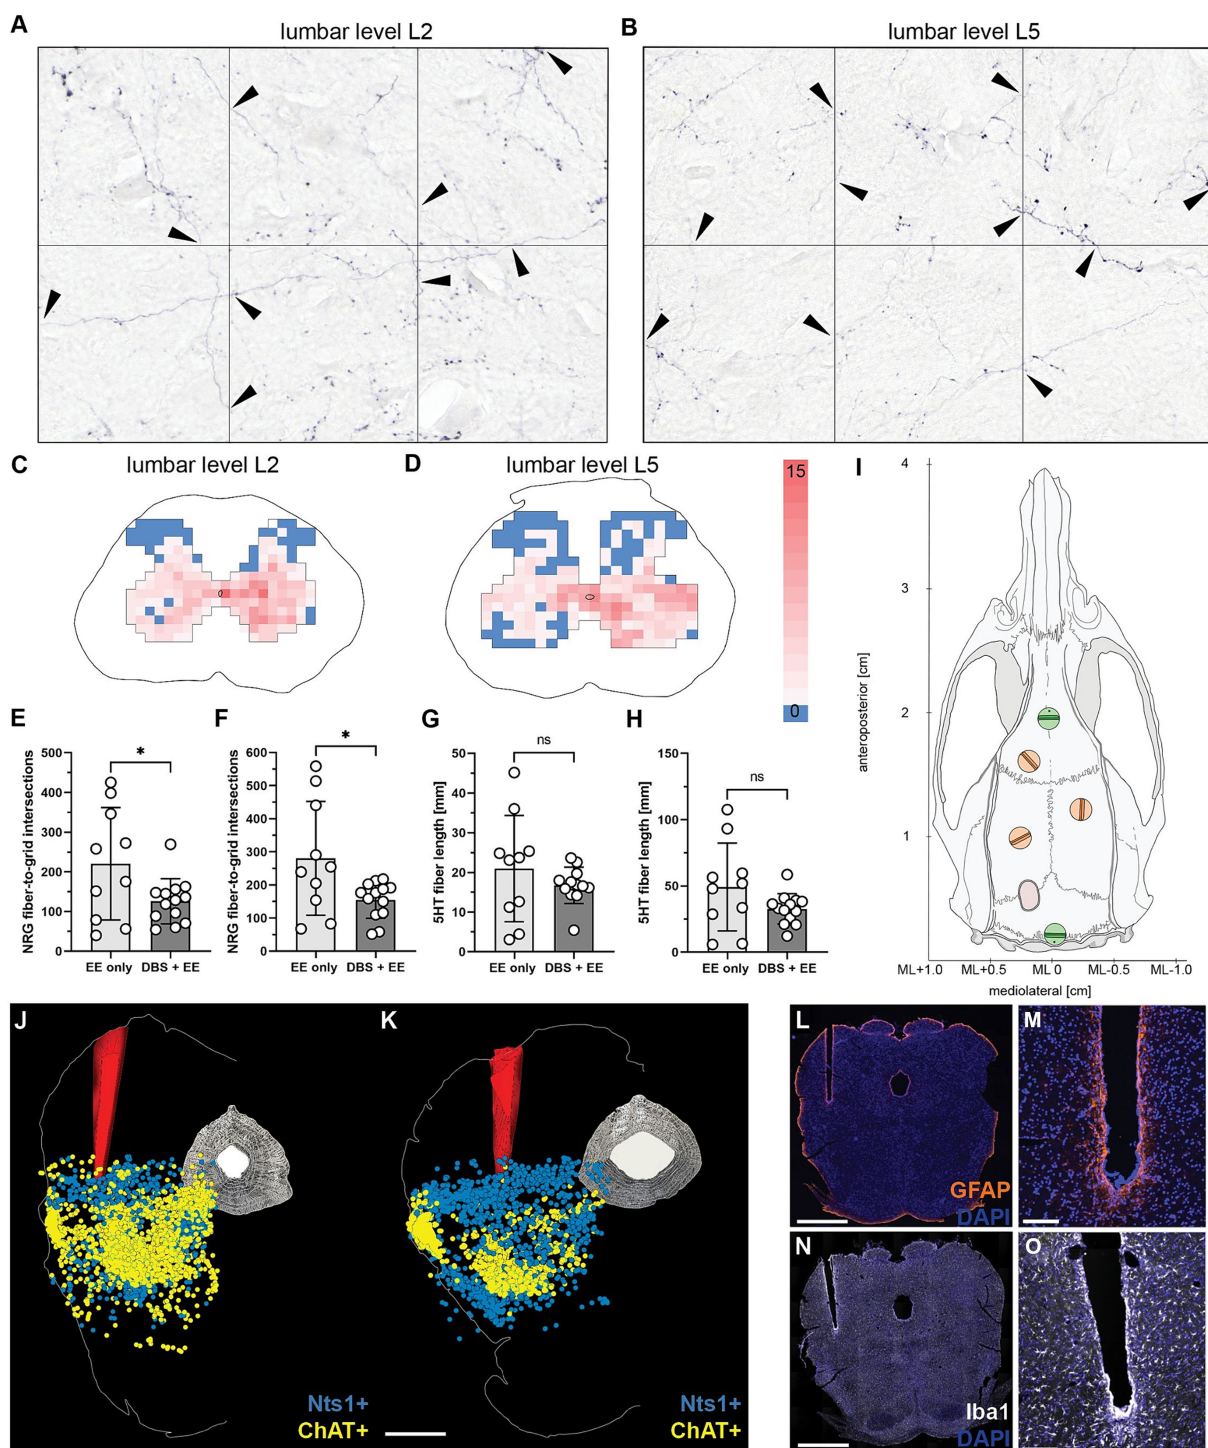 A
lumbar level L2
B
lumbar level L5
C
lumbar level L2
D
lumbar level L5
15
0
I
4
3
2
1
anteroposterior [cm]
ML+1.0
ML+0.5
ML 0
ML-0.5
ML-1.0
mediolateral [cm]
E
NRG fiber-to-grid intersections
500
400
300
200
100
0
*
EE only
DBS + EE
F
NRG fiber-to-grid intersections
600
500
400
300
200
100
0
*
EE only
DBS + EE
G
5HT fiber length [mm]
50
40
30
20
10
0
ns
EE only
DBS + EE
H
5HT fiber length [mm]
150
100
50
0
ns
EE only
DBS + EE
J
Nts1+
ChAT+
K
Nts1+
ChAT+
L
GFAP
DAPI
M
N
Iba1
DAPI
O